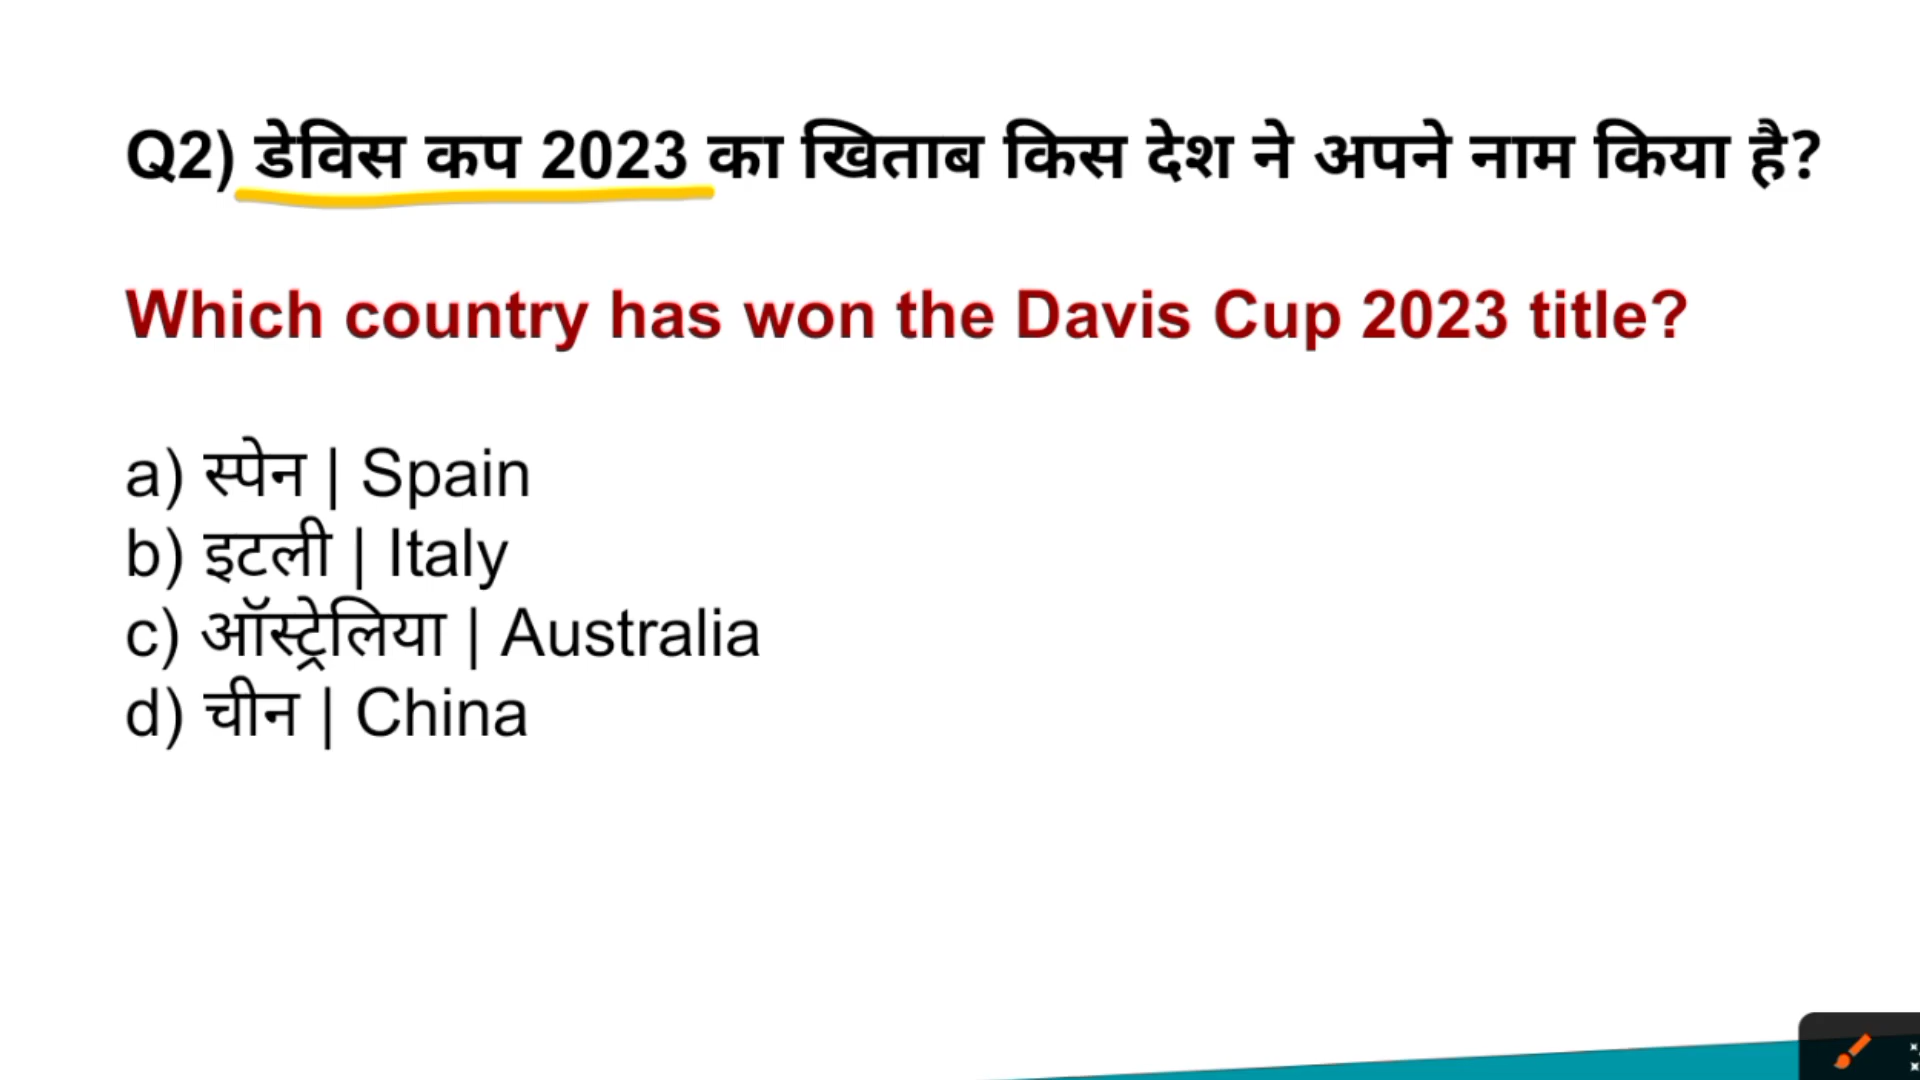 Q2) डेविस कप 2023 का खिताब किस देश ने अपने नाम किया है?
Which country has won the Davis Cup 2023 title?
a) स्पेन | Spain
b) इटली | Italy
c) ऑस्ट्रेलिया | Australia
d) चीन | China